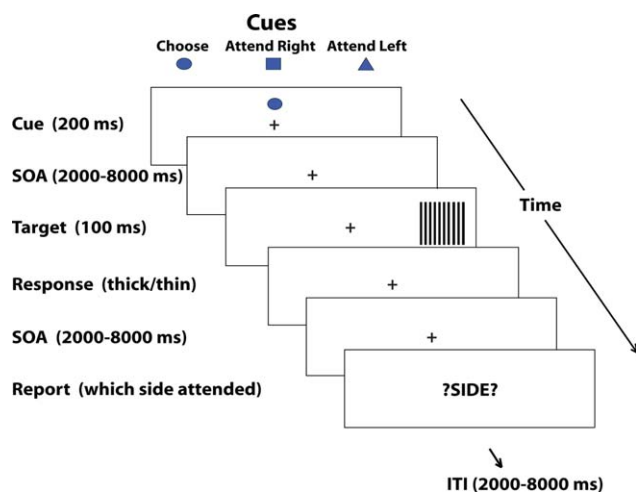 Cues
Choose Attend Right Attend Left
Cue (200 ms)
+
SOA (2000-8000 ms)
+
Time
Target (100 ms)
+
Response (thick/thin)
+
SOA (2000-8000 ms)
+
Report (which side attended)
?SIDE?
ITI (2000-8000 ms)